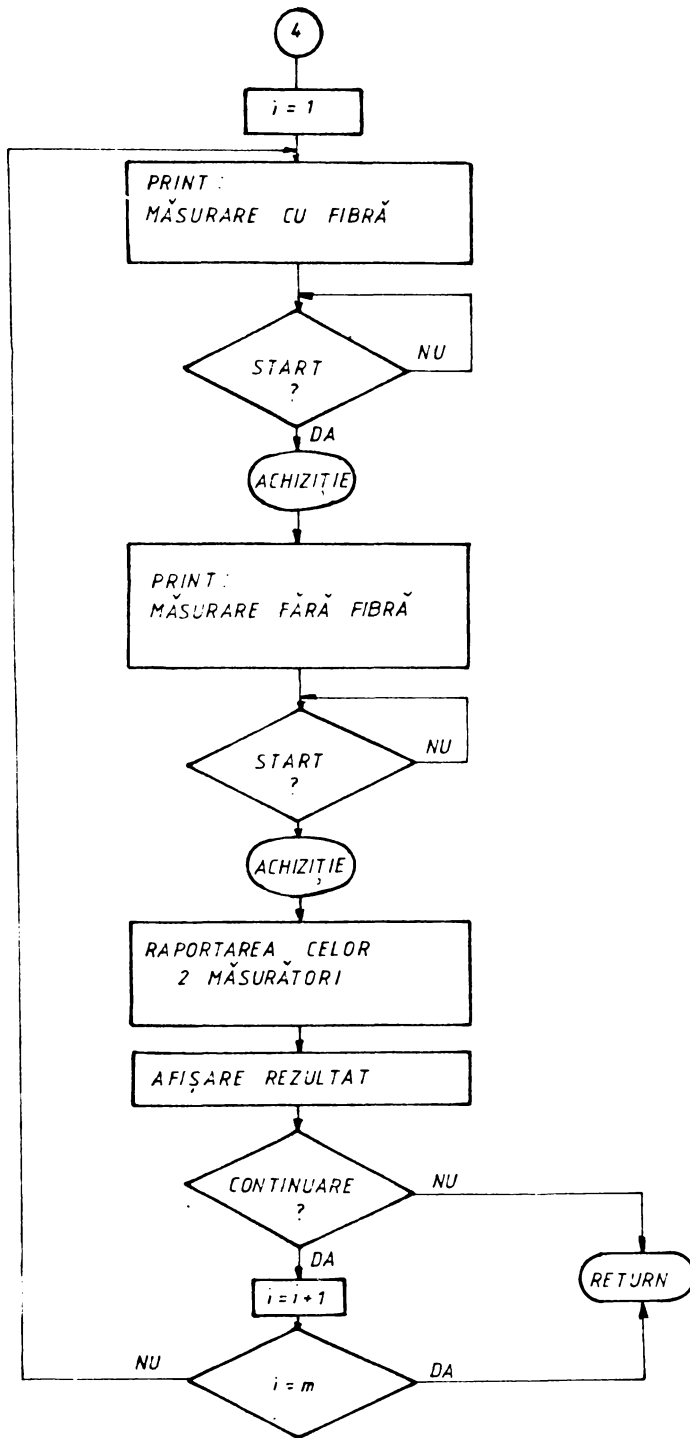 4
i = 1
PRINT :
MĂSURARE CU FIBRĂ
START
?
NU
DA
ACHIZIȚIE
PRINT :
MĂSURARE FĂRĂ FIBRĂ
START
?
NU
ACHIZIȚIE
RAPORTAREA CELOR
2 MĂSURĂTORI
AFIȘARE REZULTAT
CONTINUARE
?
NU
DA
i = i + 1
RETURN
NU
i = m
DA